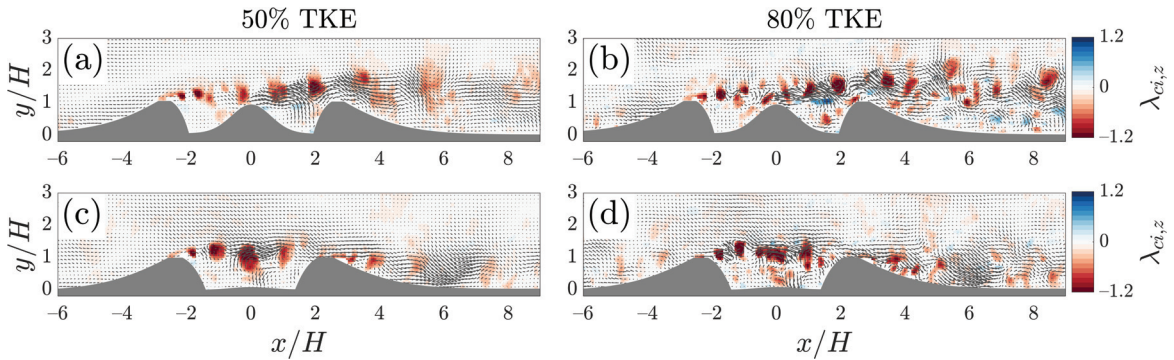 50% TKE 80% TKE
(a) (b)
3 2 1 0 y/H
3 2 1 0
−6 −4 −2 0 2 4 6 8
−6 −4 −2 0 2 4 6 8
1.2 0 −1.2 λci,z
(c) (d)
3 2 1 0 y/H
3 2 1 0
−6 −4 −2 0 2 4 6 8
−6 −4 −2 0 2 4 6 8
1.2 0 −1.2 λci,z
x/H x/H